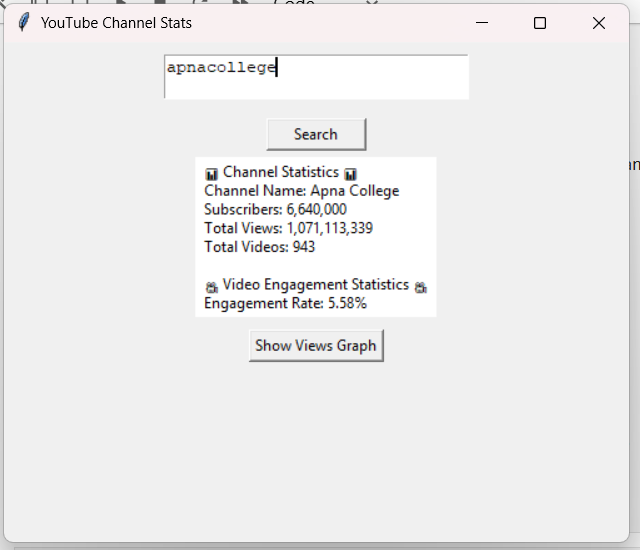 YouTube Channel Stats
apnacollege
Search
📊 Channel Statistics 📊
Channel Name: Apna College
Subscribers: 6,640,000
Total Views: 1,071,113,339
Total Videos: 943
🎥 Video Engagement Statistics 🎥
Engagement Rate: 5.58%
Show Views Graph